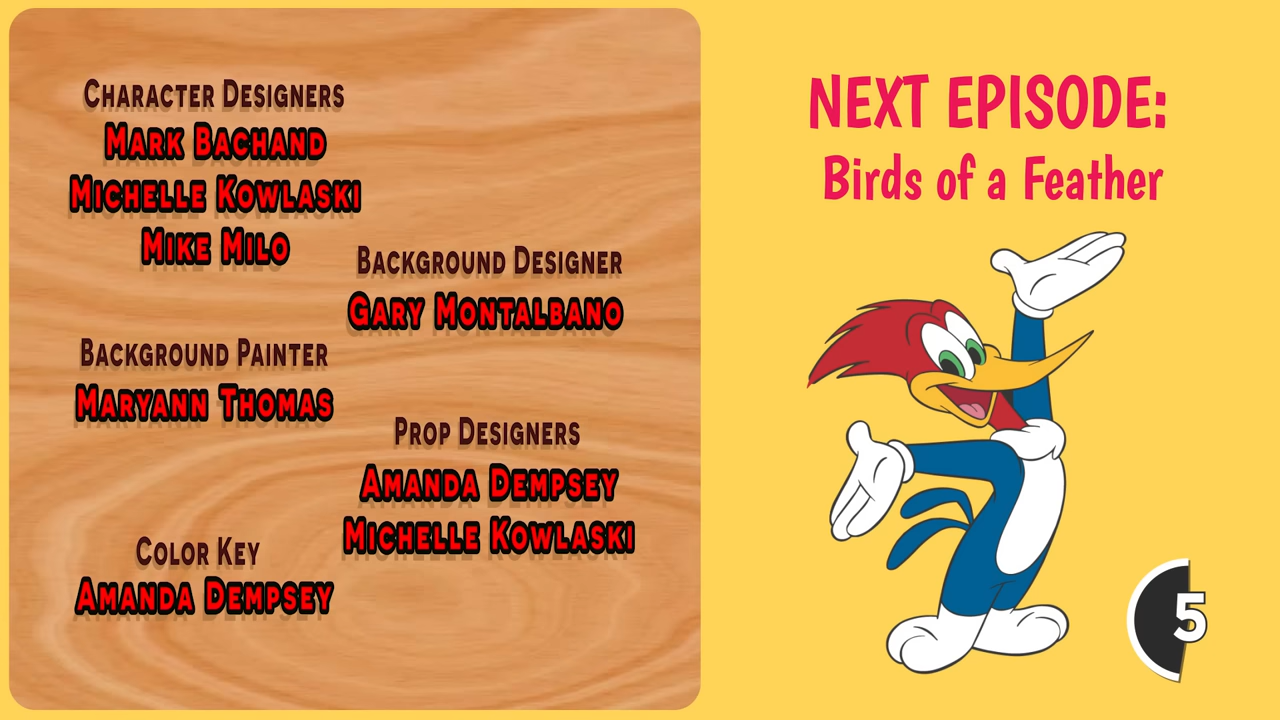 Character Designers
Mark Bachand
Michelle Kowlaski
Mike Milo
Background Designer
Gary Montalbano
Background Painter
Maryann Thomas
Prop Designers
Amanda Dempsey
Michelle Kowlaski
Color Key
Amanda Dempsey
NEXT EPISODE:
Birds of a Feather
5